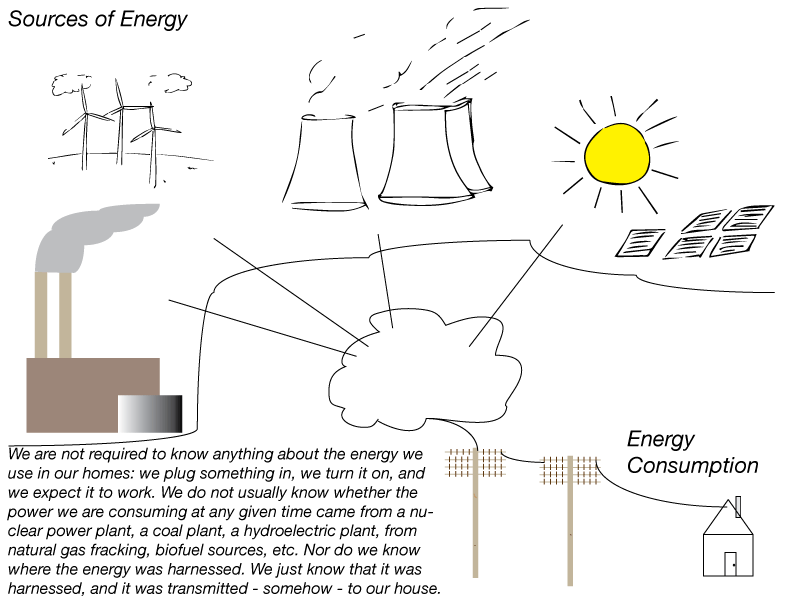 Sources of Energy
Energy
Consumption
We are not required to know anything about the energy we
use in our homes: we plug something in, we turn it on, and
we expect it to work. We do not usually know whether the
power we are consuming at any given time came from a nu-
clear power plant, a coal plant, a hydroelectric plant, from
natural gas fracking, biofuel sources, etc. Nor do we know
where the energy was harnessed. We just know that it was
harnessed, and it was transmitted - somehow - to our house.